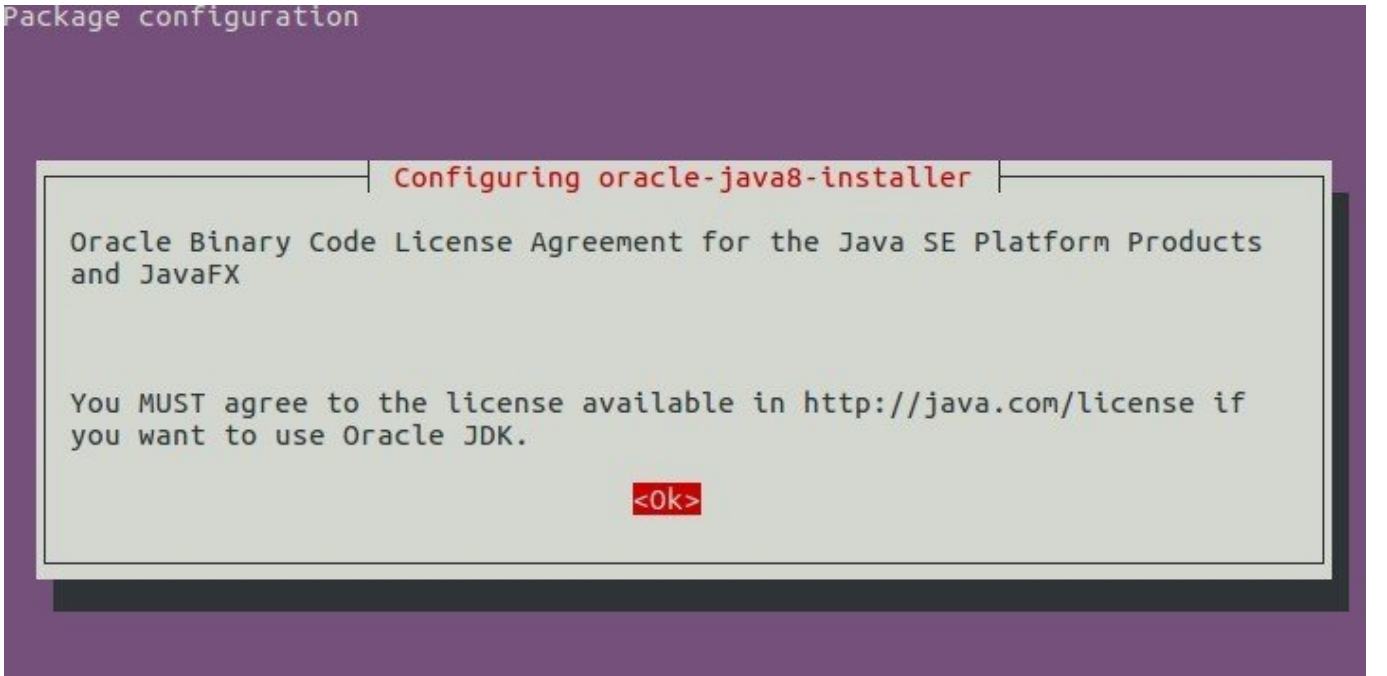 Package configuration
Configuring oracle-java8-installer
Oracle Binary Code License Agreement for the Java SE Platform Products
and JavaFX
You MUST agree to the license available in http://java.com/license if
you want to use Oracle JDK.
<Ok>